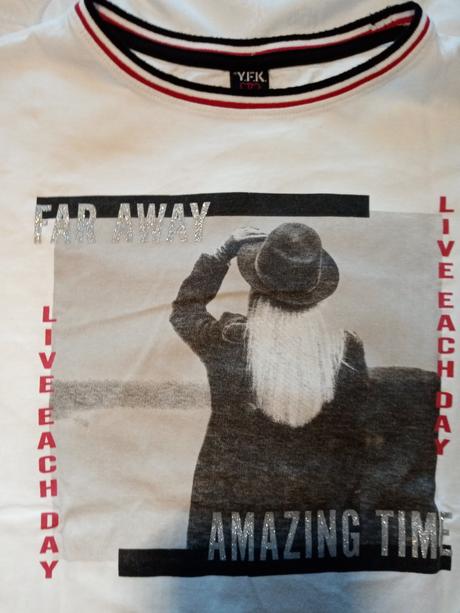 Y.F.K.
FAR AWAY
LIVE EACH DAY
LIVE EACH DAY
AMAZING TIME